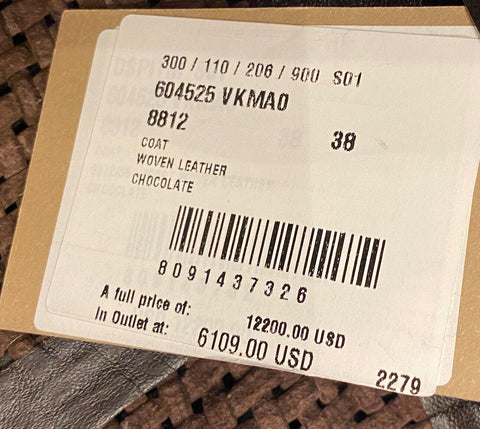 300 / 110 / 206 / 900 S01
604525 VKMA0
8812 38
COAT
WOVEN LEATHER
CHOCOLATE
8091437326
A full price of: 12200.00 USD
In Outlet at: 6109.00 USD
2279